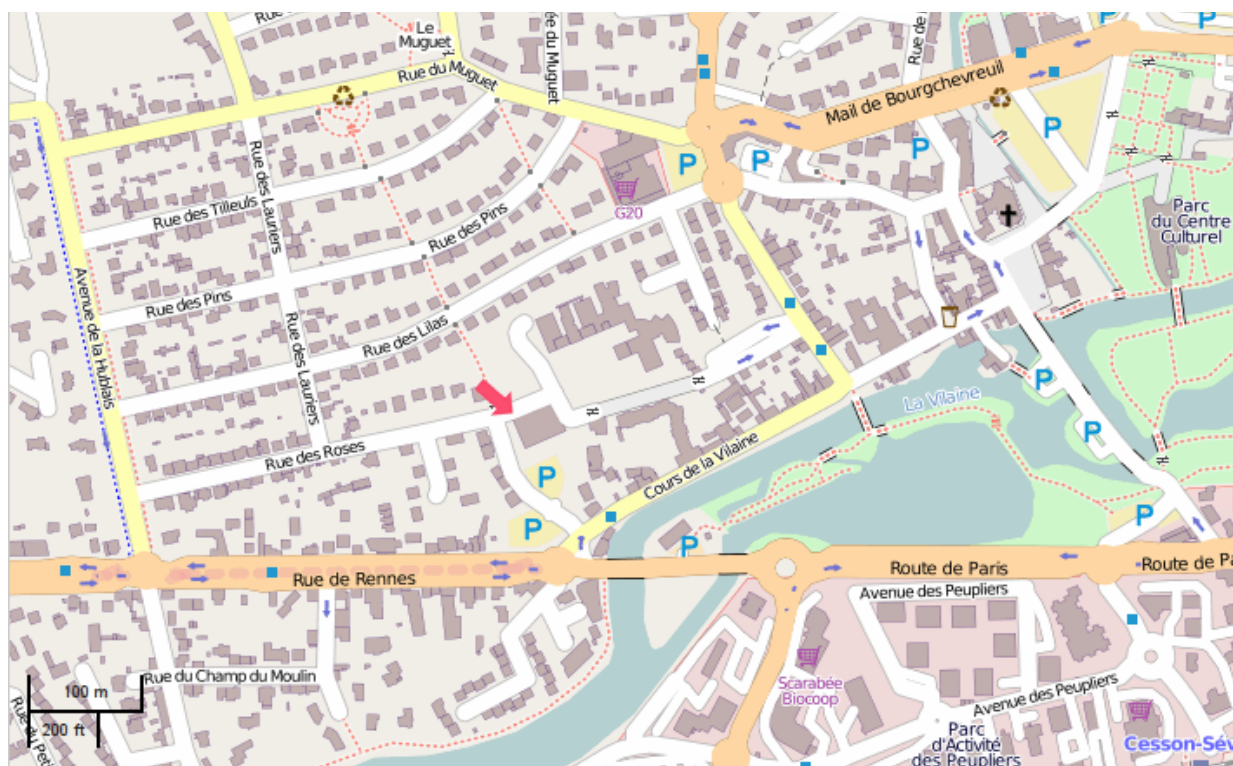 Le
Muguet
Rue du Muguet
ée du Muguet
Rue de
Mail de Bourgchevreuil
P
P
P
P
P
P
Rue des Lauriers
Rue des Tilleuls
Rue des Pins
G20
Parc
du Centre
Culturel
Avenue de la Hublais
Rue des Pins
Rue des Lauriers
Rue des Lilas
La Vilaine
P
P
Rue des Roses
Cours de la Vilaine
P
P
P
P
Rue de Rennes
Route de Paris
Route de Pa
Avenue des Peupliers
Rue du Champ du Moulin
100 m
200 ft
Rue du Peti
Scarabée
Biocoop
Avenue des Peupliers
Parc
d'Activité
des Peupliers
Cesson-Sév